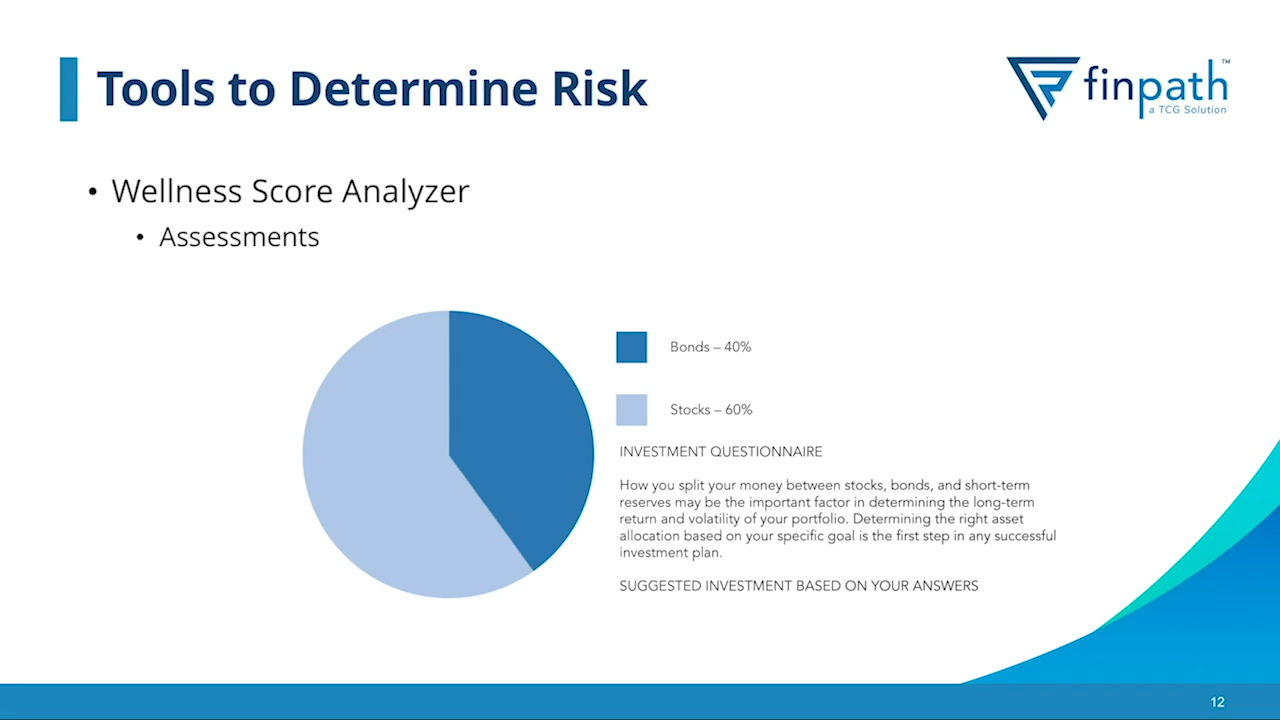 Tools to Determine Risk
finpath™
a TCG Solution
• Wellness Score Analyzer
• Assessments
Bonds – 40%
Stocks – 60%
INVESTMENT QUESTIONNAIRE
How you split your money between stocks, bonds, and short-term
reserves may be the important factor in determining the long-term
return and volatility of your portfolio. Determining the right asset
allocation based on your specific goal is the first step in any successful
investment plan.
SUGGESTED INVESTMENT BASED ON YOUR ANSWERS
12